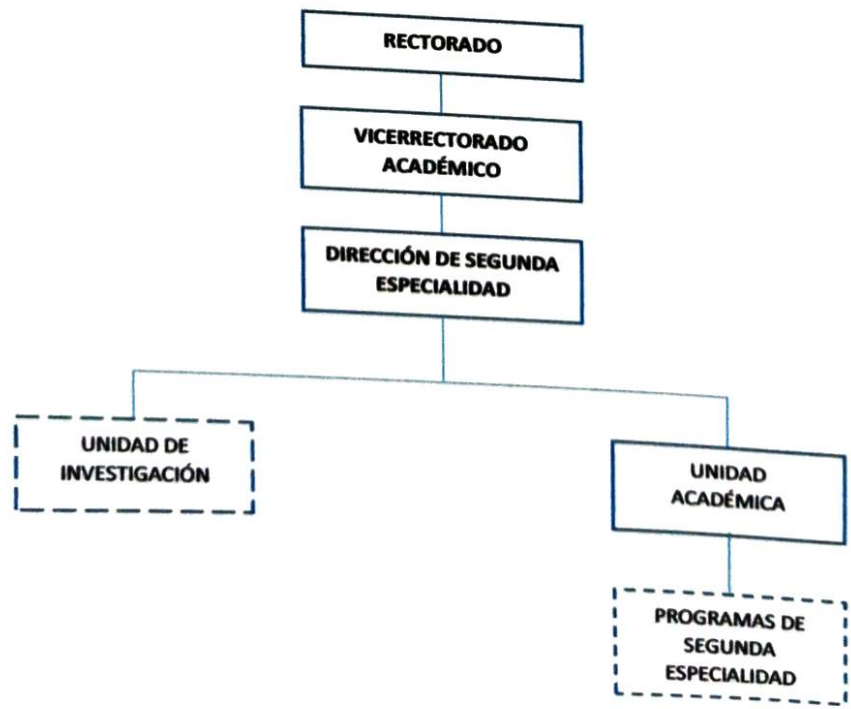 RECTORADO
VICERRECTORADO
ACADÉMICO
DIRECCIÓN DE SEGUNDA
ESPECIALIDAD
UNIDAD DE
INVESTIGACIÓN
UNIDAD
ACADÉMICA
PROGRAMAS DE
SEGUNDA
ESPECIALIDAD